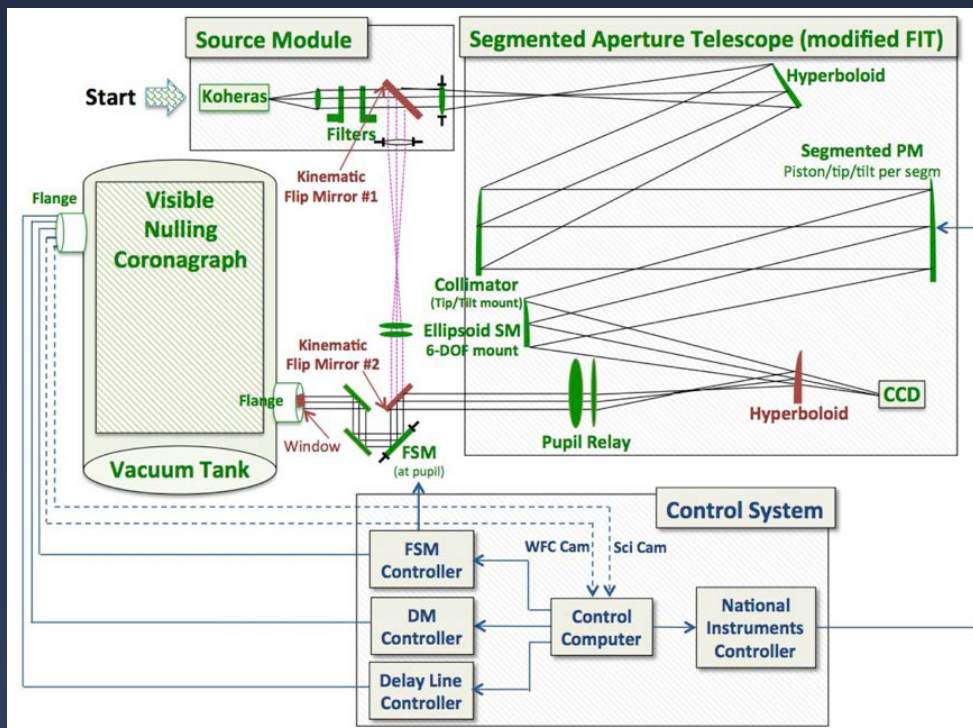 Source Module
Start
Koheras
Filters
Kinematic
Flip Mirror #1
Segmented Aperture Telescope (modified FIT)
Hyperboloid
Segmented PM
Piston/tip/tilt per segm
Collimator
(Tip/Tilt mount)
Ellipsoid SM
6-DOF mount
Hyperboloid
CCD
Pupil Relay
Flange
Visible
Nulling
Coronagraph
Kinematic
Flip Mirror #2
Flange
Window
FSM
(at pupil)
Vacuum Tank
Control System
WFC Cam
Sci Cam
FSM
Controller
DM
Controller
Delay Line
Controller
Control
Computer
National
Instruments
Controller